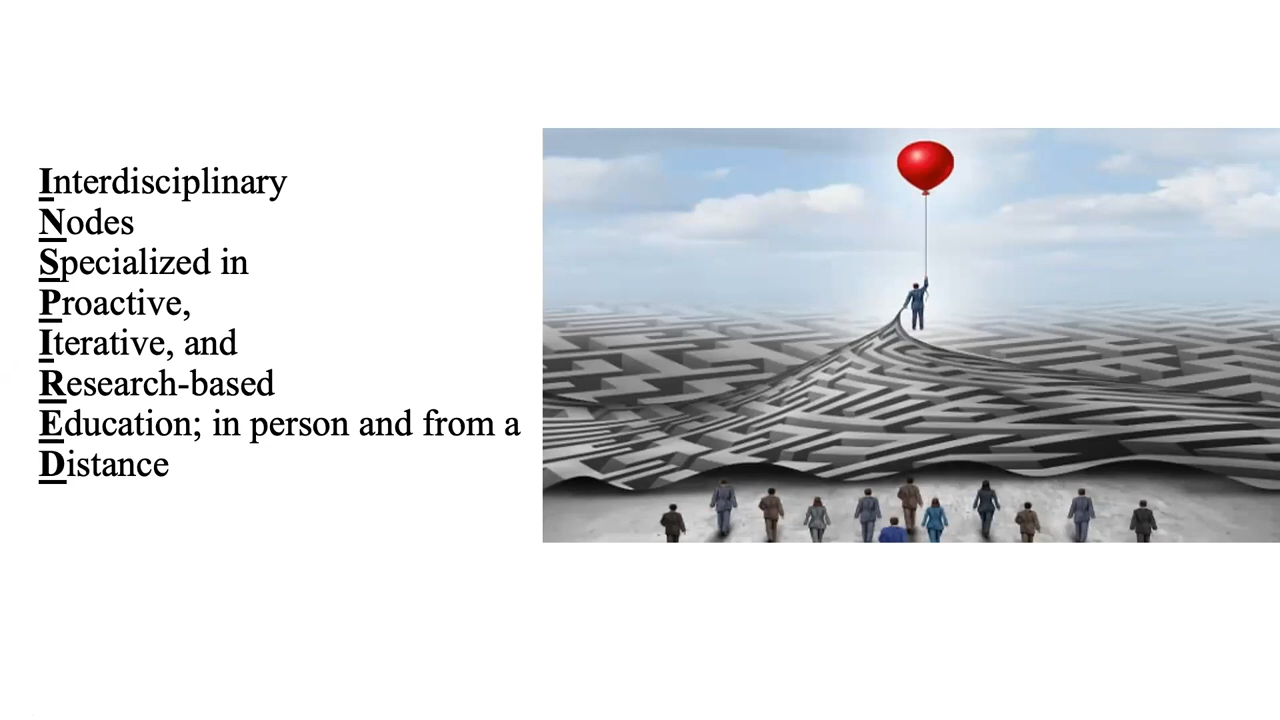 Interdisciplinary
Nodes
Specialized in
Proactive,
Iterative, and
Research-based
Education; in person and from a
Distance